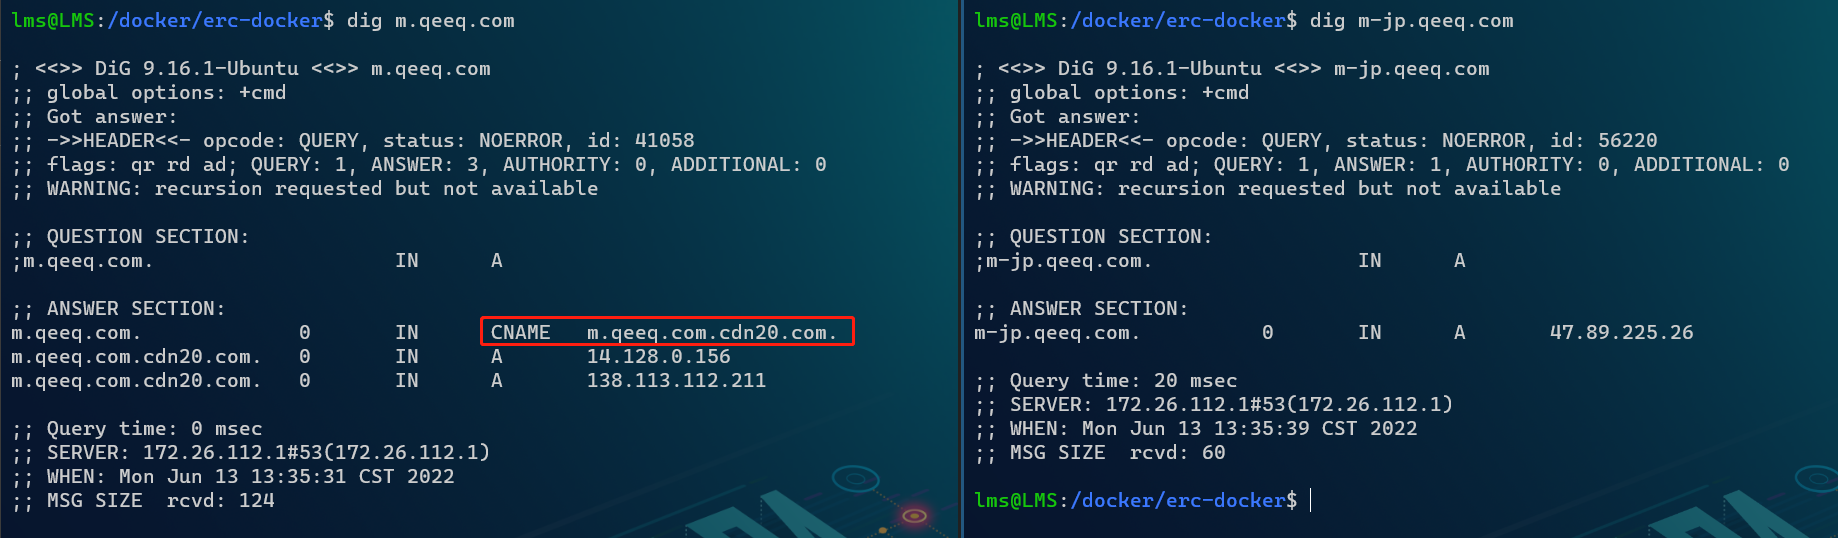 lms@LMS:/docker/erc-docker$ dig m.qeeq.com

; <<>> DiG 9.16.1-Ubuntu <<>> m.qeeq.com
;; global options: +cmd
;; Got answer:
;; ->>HEADER<<- opcode: QUERY, status: NOERROR, id: 41058
;; flags: qr rd ad; QUERY: 1, ANSWER: 3, AUTHORITY: 0, ADDITIONAL: 0
;; WARNING: recursion requested but not available

;; QUESTION SECTION:
;m.qeeq.com. IN A

;; ANSWER SECTION:
m.qeeq.com. 0 IN CNAME m.qeeq.com.cdn20.com.
m.qeeq.com.cdn20.com. 0 IN A 14.128.0.156
m.qeeq.com.cdn20.com. 0 IN A 138.113.112.211

;; Query time: 0 msec
;; SERVER: 172.26.112.1#53(172.26.112.1)
;; WHEN: Mon Jun 13 13:35:31 CST 2022
;; MSG SIZE rcvd: 124

lms@LMS:/docker/erc-docker$ dig m-jp.qeeq.com

; <<>> DiG 9.16.1-Ubuntu <<>> m-jp.qeeq.com
;; global options: +cmd
;; Got answer:
;; ->>HEADER<<- opcode: QUERY, status: NOERROR, id: 56220
;; flags: qr rd ad; QUERY: 1, ANSWER: 1, AUTHORITY: 0, ADDITIONAL: 0
;; WARNING: recursion requested but not available

;; QUESTION SECTION:
;m-jp.qeeq.com. IN A

;; ANSWER SECTION:
m-jp.qeeq.com. 0 IN A 47.89.225.26

;; Query time: 20 msec
;; SERVER: 172.26.112.1#53(172.26.112.1)
;; WHEN: Mon Jun 13 13:35:39 CST 2022
;; MSG SIZE rcvd: 60

lms@LMS:/docker/erc-docker$